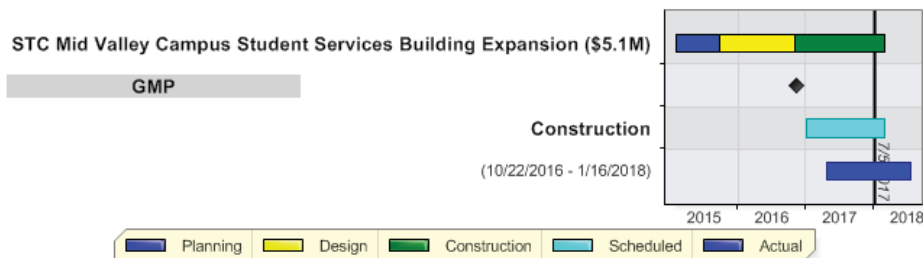 STC Mid Valley Campus Student Services Building Expansion ($5.1M)
GMP
Construction
(10/22/2016 - 1/16/2018)
2015 2016 2017 2018
Planning Design Construction Scheduled Actual